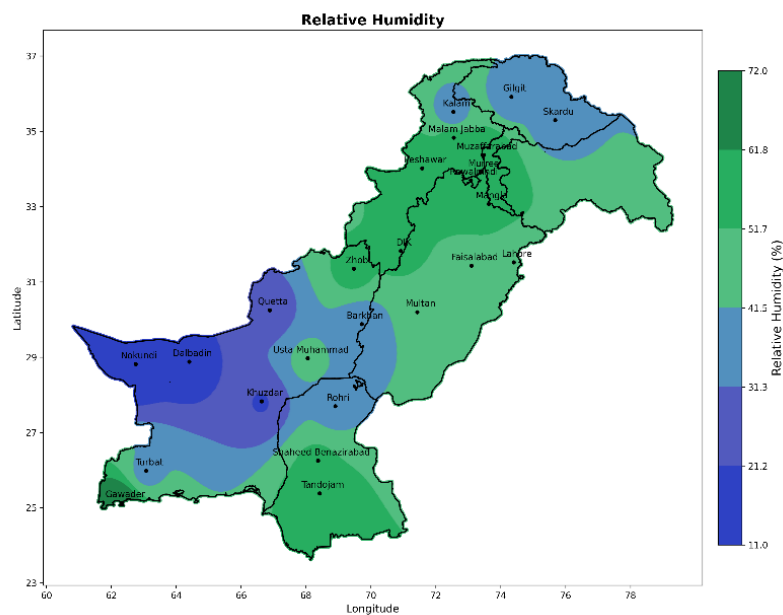 Relative Humidity
37
35
33
31
29
27
25
23
60
62
64
66
68
70
72
74
76
78
Latitude
Longitude
Gilgit
Kalam
Skardu
Malam Jabba
Muzaffarabad
Peshawar
Murree
Rawalpindi
Mangla
DIK
Zhob
Faisalabad
Lahore
Quetta
Multan
Barkhan
Usta Muhammad
Nokundi
Dalbadin
Khuzdar
Rohri
Shaheed Benazirabad
Turbat
Tandojam
Gawader
72.0
61.8
51.7
41.5
31.3
21.2
11.0
Relative Humidity (%)